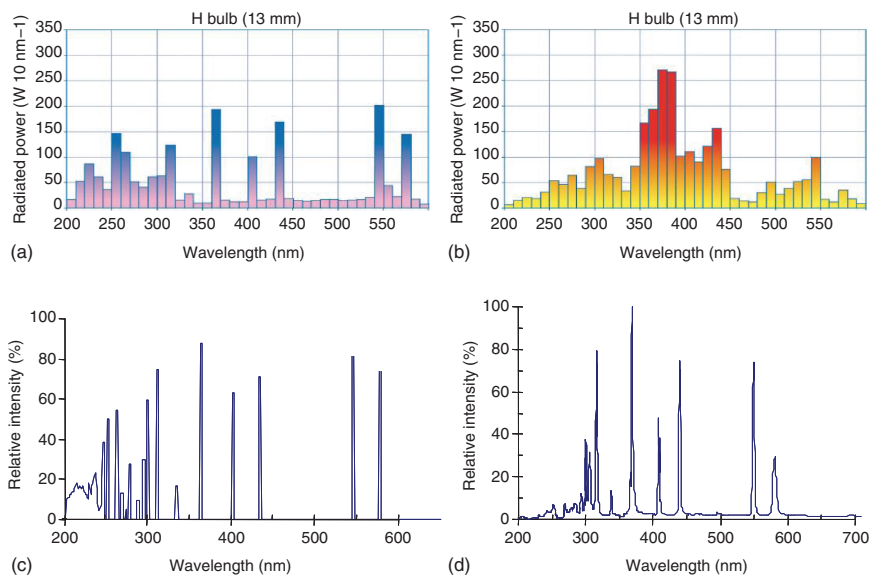 H bulb (13 mm)
Radiated power (W 10 nm–1)
350
300
350
200
150
100
50
0
200 250 300 350 400 450 500 550
Wavelength (nm)
(a)
H bulb (13 mm)
Radiated power (W 10 nm–1)
350
300
350
200
150
100
50
0
200 250 300 350 400 450 500 550
Wavelength (nm)
(b)
Relative intensity (%)
100
80
60
40
20
0
200 300 400 500 600
Wavelength (nm)
(c)
Relative intensity (%)
100
80
60
40
20
0
200 300 400 500 600 700
Wavelength (nm)
(d)